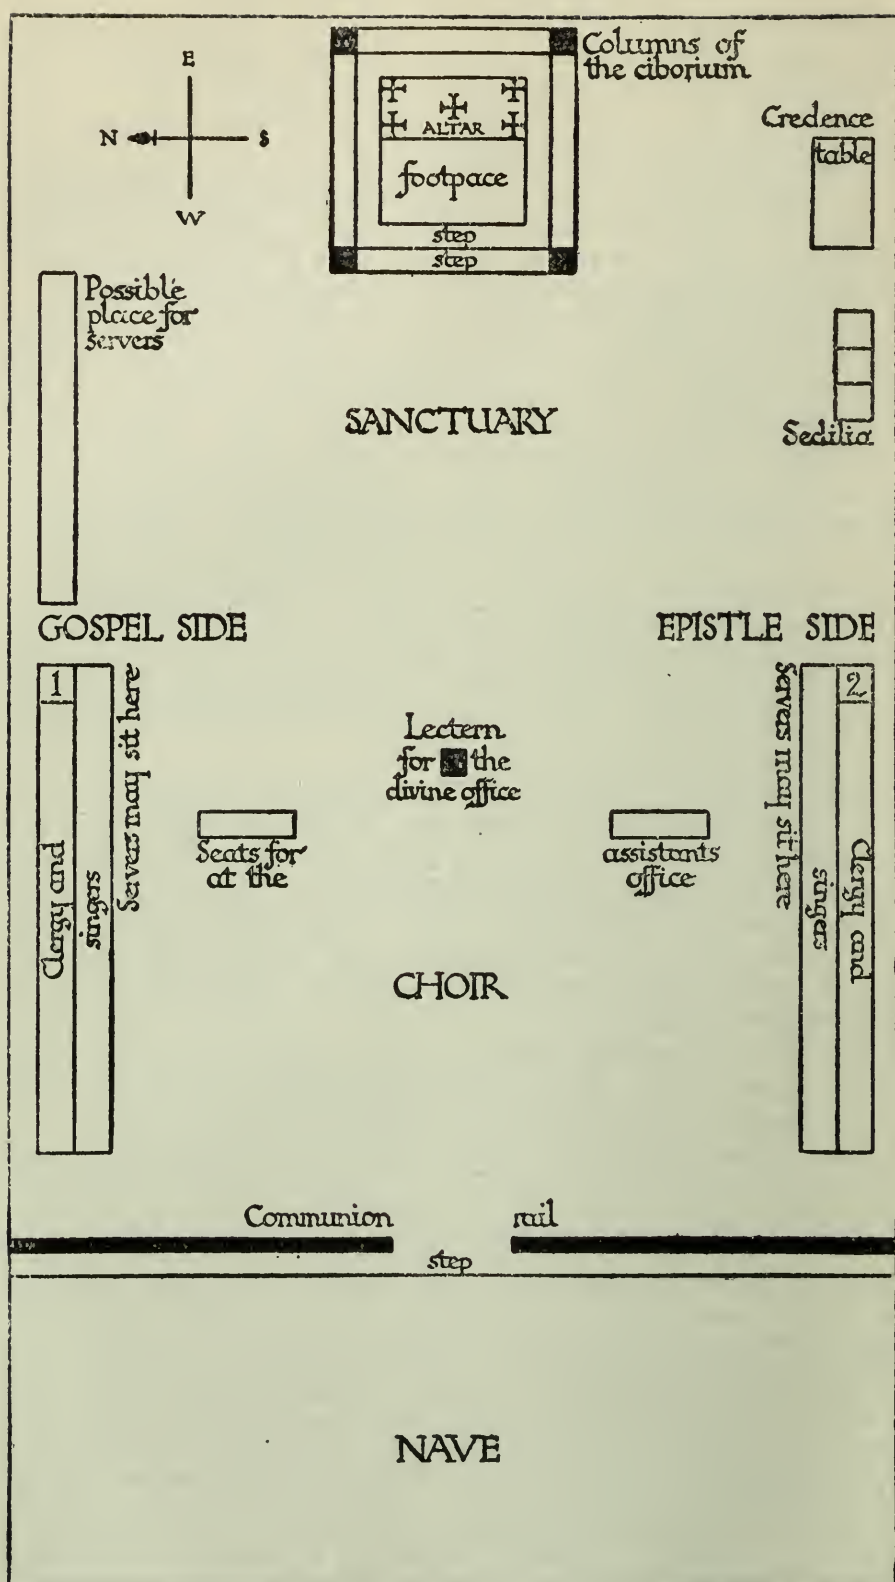 E
N S
W
Columns of
the ciborium
Credence
table
ALTAR
footpace
step
step
Possible
place for
servers
SANCTUARY
Sedilia
GOSPEL SIDE
EPISTLE SIDE
1
2
Clergy and
singers
Servers may sit here
Lectern
for the
divine office
Servers may sit here
singers
Clergy and
Seats for assistants
at the office
CHOIR
Communion rail
step
NAVE